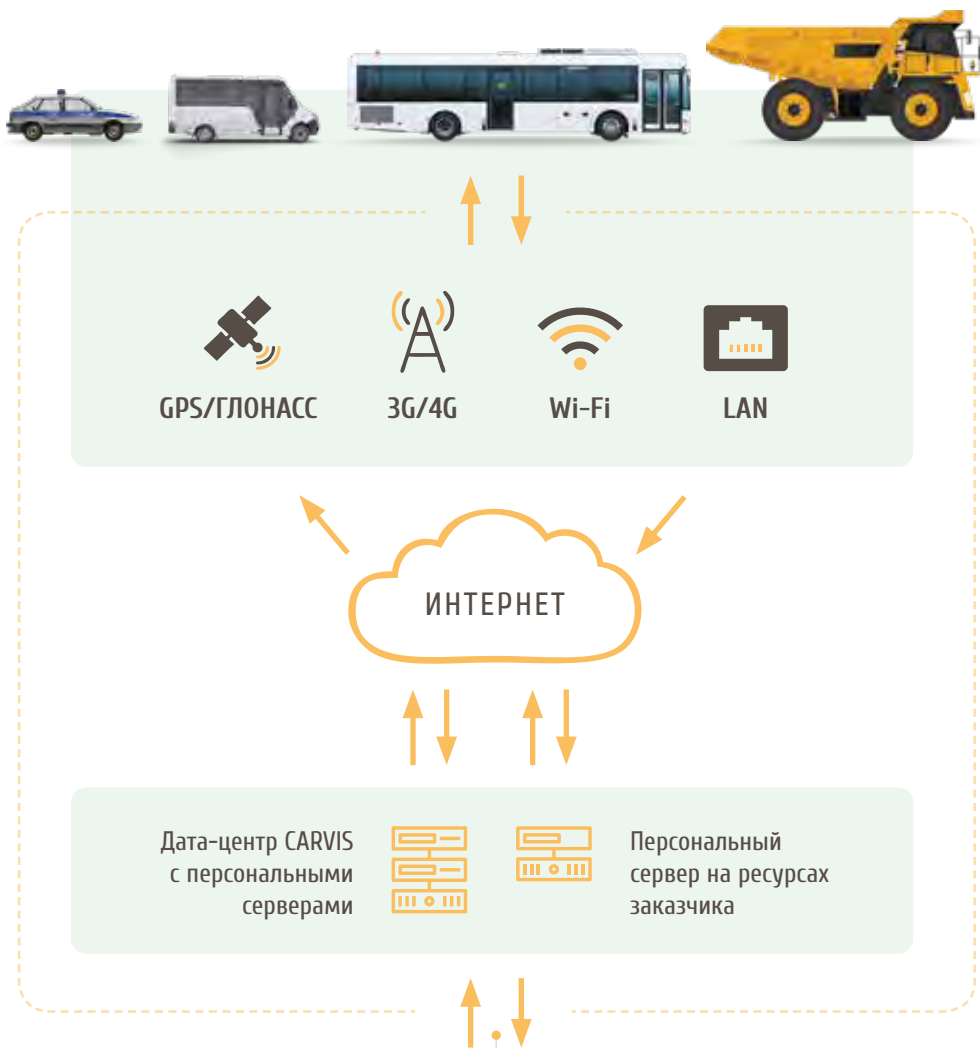 GPS/ГЛОНАСС
3G/4G
Wi-Fi
LAN
ИНТЕРНЕТ
Дата-центр CARVIS
с персональными
серверами
Персональный
сервер на ресурсах
заказчика